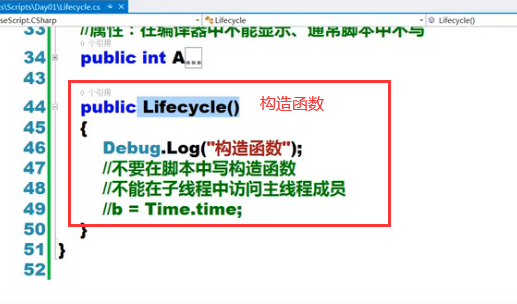 s\Scripts\Day01\Lifecycle.cs
seScript.CSharp Lifecycle Lifecycle()
33 //属性：在编译器中不能显示、通常脚本中不写
0 个引用
34 public int A...
43
0 个引用
44 public Lifecycle() 构造函数
45 {
46 Debug.Log("构造函数");
47 //不要在脚本中写构造函数
48 //不能在子线程中访问主线程成员
49 //b = Time.time;
50 }
51 }
52